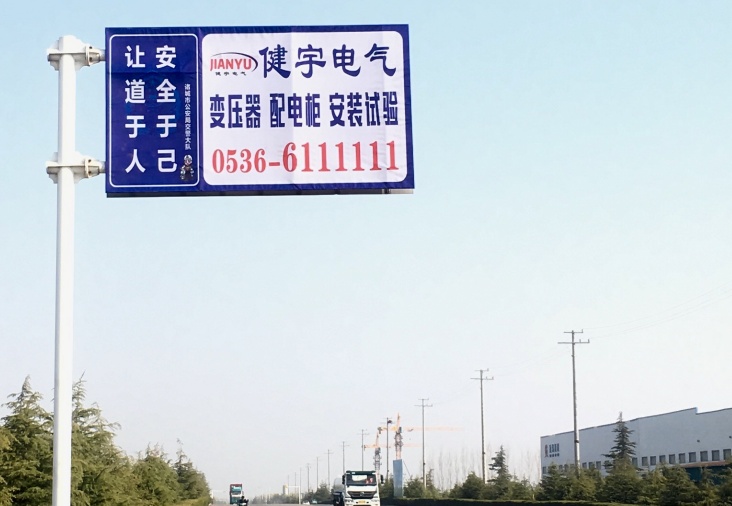 让道于人
安全于己
诸城市公安局交警大队
JIANYU
健宇电气
健宇电气
变压器 配电柜 安装试验
0536-6111111